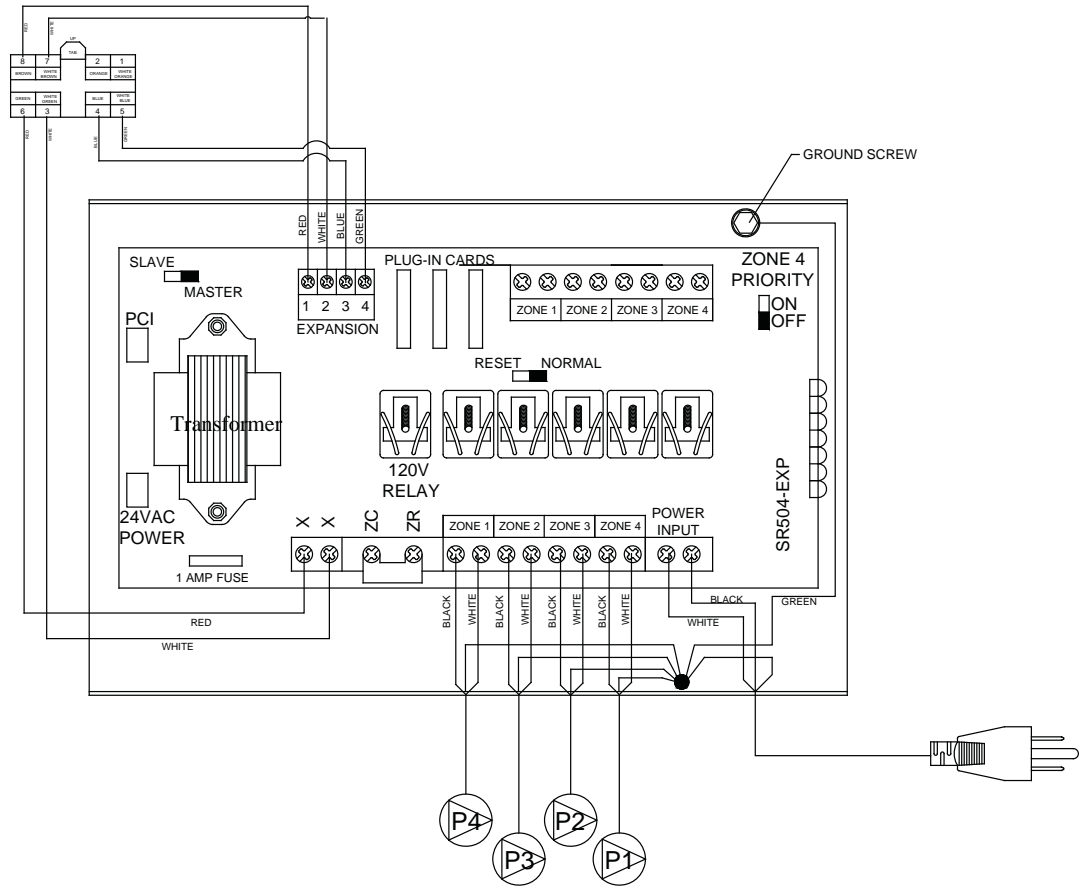 RED
WHITE
UP
TAB
8 7 2 1
BROWN WHITE BROWN ORANGE WHITE ORANGE
GREEN WHITE GREEN BLUE WHITE BLUE
6 3 4 5
RED
WHITE
BLUE
GREEN
GROUND SCREW
RED
WHITE
BLUE
GREEN
SLAVE
MASTER
PCI
1 2 3 4
EXPANSION
PLUG-IN CARDS
ZONE 1 ZONE 2 ZONE 3 ZONE 4
ZONE 4
PRIORITY
ON
OFF
RESET NORMAL
Transformer
120V
RELAY
24VAC
POWER
1 AMP FUSE
X X ZC ZR
ZONE 1 ZONE 2 ZONE 3 ZONE 4
POWER
INPUT
SR504-EXP
RED
WHITE
BLACK
WHITE
BLACK
WHITE
BLACK
WHITE
BLACK
WHITE
BLACK
WHITE
GREEN
P4
P3
P2
P1